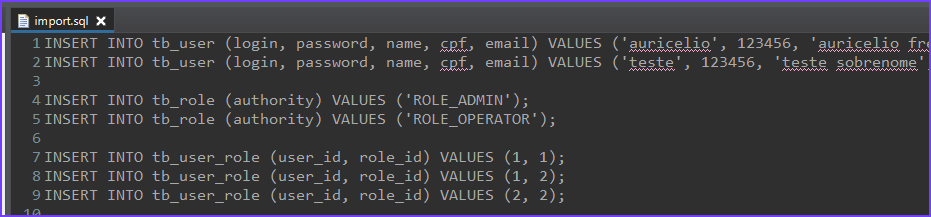 import.sql
1 INSERT INTO tb_user (login, password, name, cpf, email) VALUES ('auricelio', 123456, 'auricelio fre
2 INSERT INTO tb_user (login, password, name, cpf, email) VALUES ('teste', 123456, 'teste sobrenome'
3
4 INSERT INTO tb_role (authority) VALUES ('ROLE_ADMIN');
5 INSERT INTO tb_role (authority) VALUES ('ROLE_OPERATOR');
6
7 INSERT INTO tb_user_role (user_id, role_id) VALUES (1, 1);
8 INSERT INTO tb_user_role (user_id, role_id) VALUES (1, 2);
9 INSERT INTO tb_user_role (user_id, role_id) VALUES (2, 2);
10